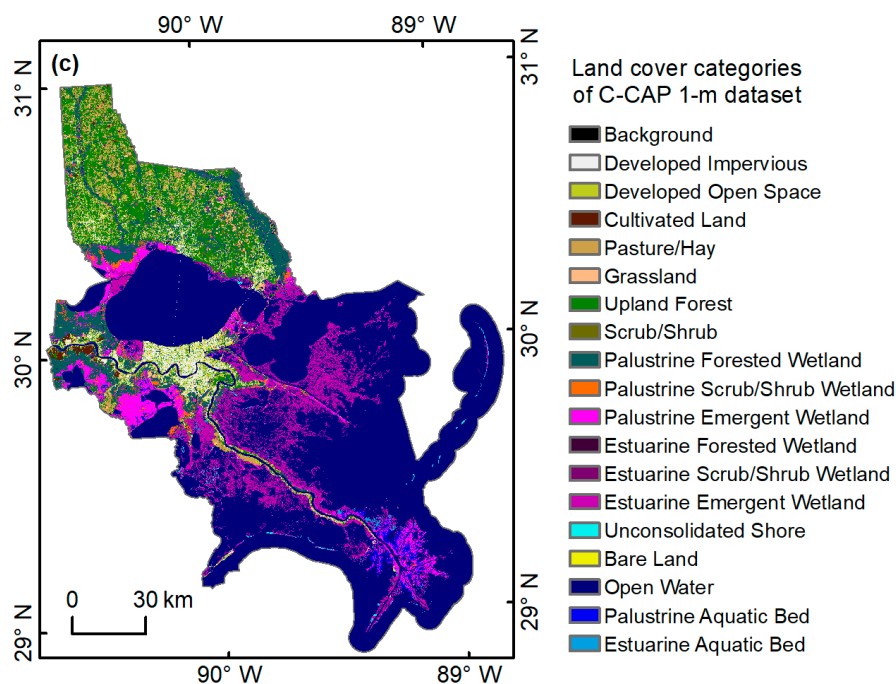 90° W 89° W
(c)
31° N
31° N
30° N
30° N
29° N
29° N
0 30 km
90° W 89° W
Land cover categories
of C-CAP 1-m dataset
Background
Developed Impervious
Developed Open Space
Cultivated Land
Pasture/Hay
Grassland
Upland Forest
Scrub/Shrub
Palustrine Forested Wetland
Palustrine Scrub/Shrub Wetland
Palustrine Emergent Wetland
Estuarine Forested Wetland
Estuarine Scrub/Shrub Wetland
Estuarine Emergent Wetland
Unconsolidated Shore
Bare Land
Open Water
Palustrine Aquatic Bed
Estuarine Aquatic Bed